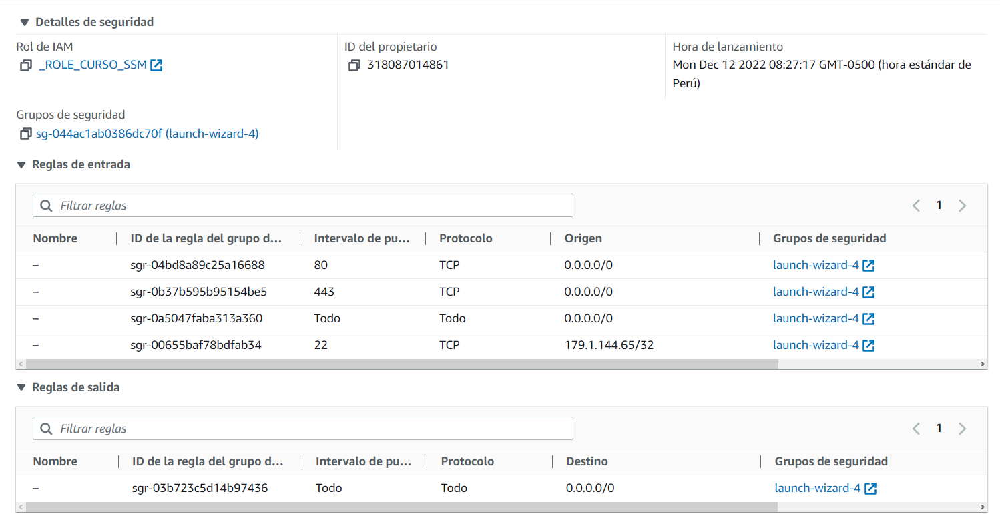 Detalles de seguridad
Rol de IAM
_ROLE_CURSO_SSM
ID del propietario
318087014861
Hora de lanzamiento
Mon Dec 12 2022 08:27:17 GMT-0500 (hora estándar de
Perú)
Grupos de seguridad
sg-044ac1ab0386dc70f (launch-wizard-4)
Reglas de entrada
Filtrar reglas 1
Nombre ID de la regla del grupo d... Intervalo de pu... Protocolo Origen Grupos de seguridad
– sgr-04bd8a89c25a16688 80 TCP 0.0.0.0/0 launch-wizard-4
– sgr-0b37b595b95154be5 443 TCP 0.0.0.0/0 launch-wizard-4
– sgr-0a5047faba313a360 Todo Todo 0.0.0.0/0 launch-wizard-4
– sgr-00655baf78bdfab34 22 TCP 179.1.144.65/32 launch-wizard-4
Reglas de salida
Filtrar reglas 1
Nombre ID de la regla del grupo d... Intervalo de pu... Protocolo Destino Grupos de seguridad
– sgr-03b723c5d14b97436 Todo Todo 0.0.0.0/0 launch-wizard-4